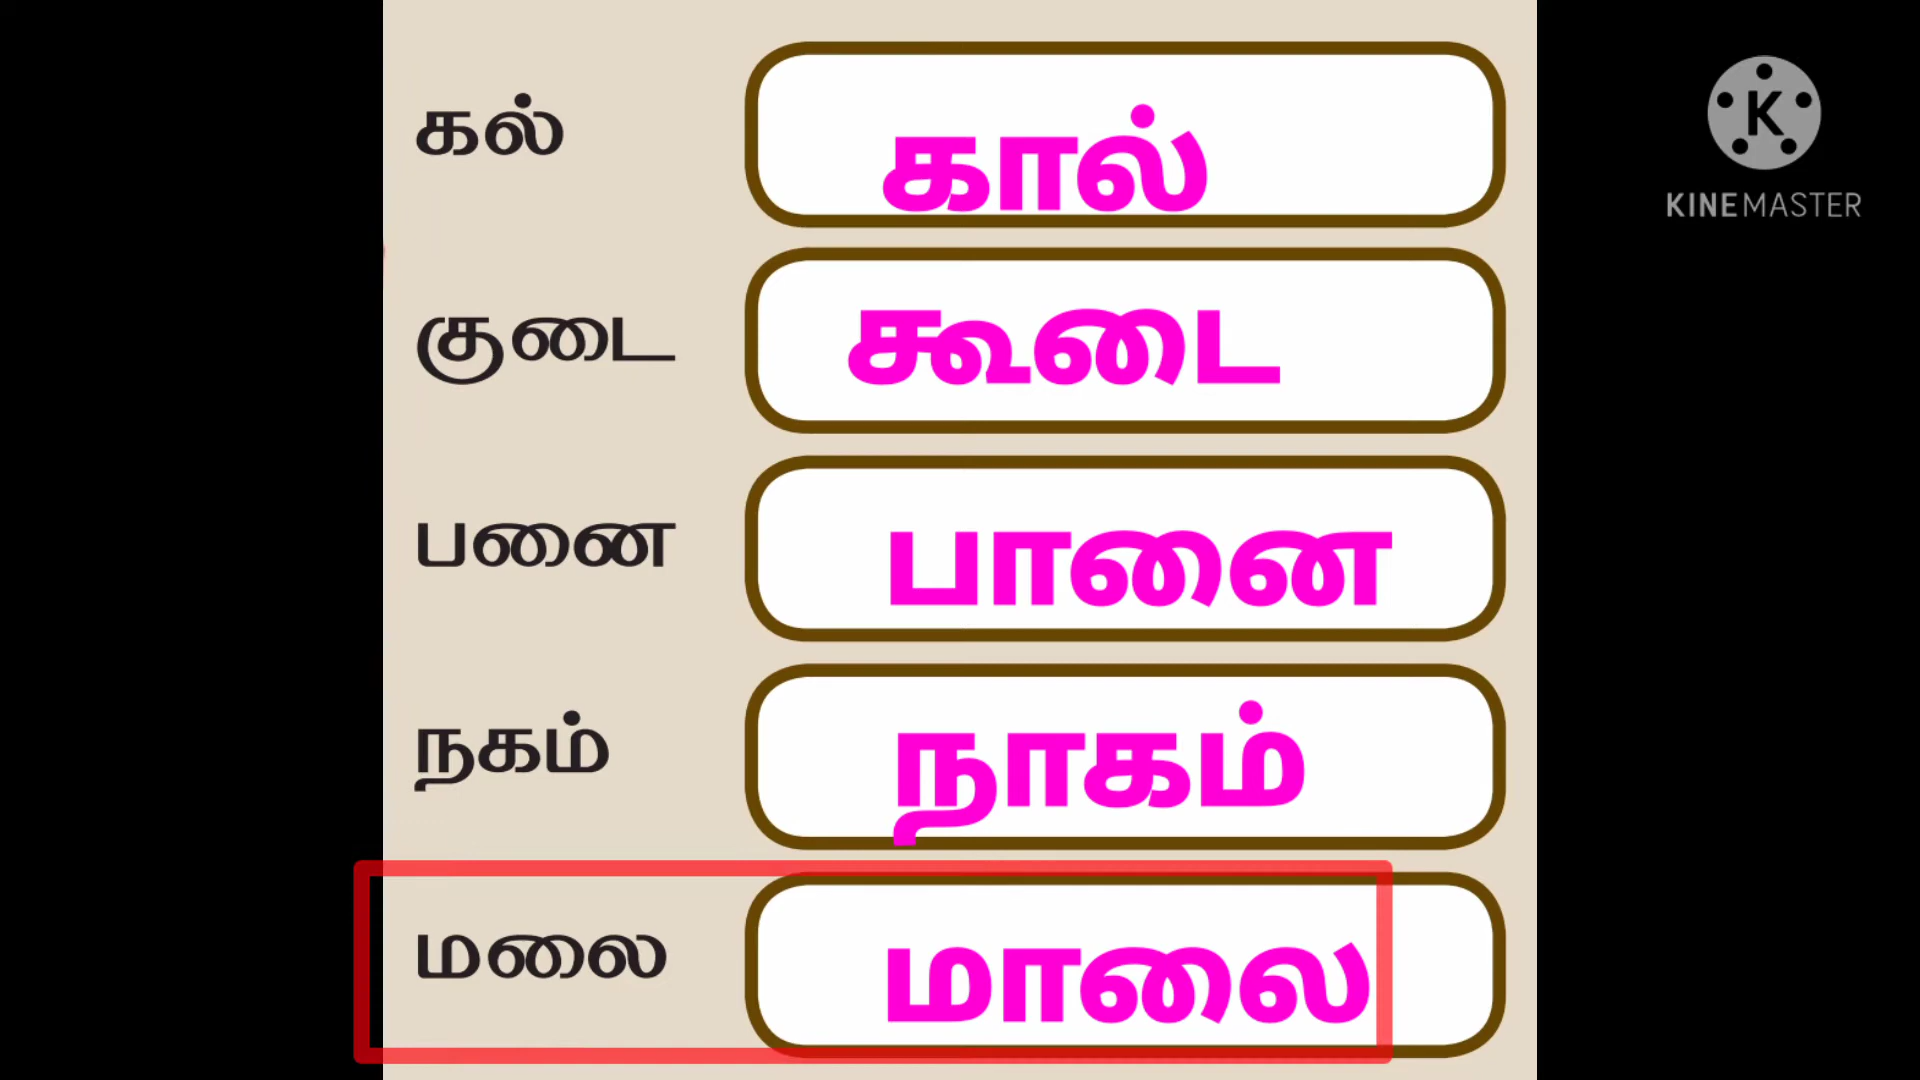 கல் கால்
குடை கூடை
பனை பானை
நகம் நாகம்
மலை மாலை
K
KINEMASTER